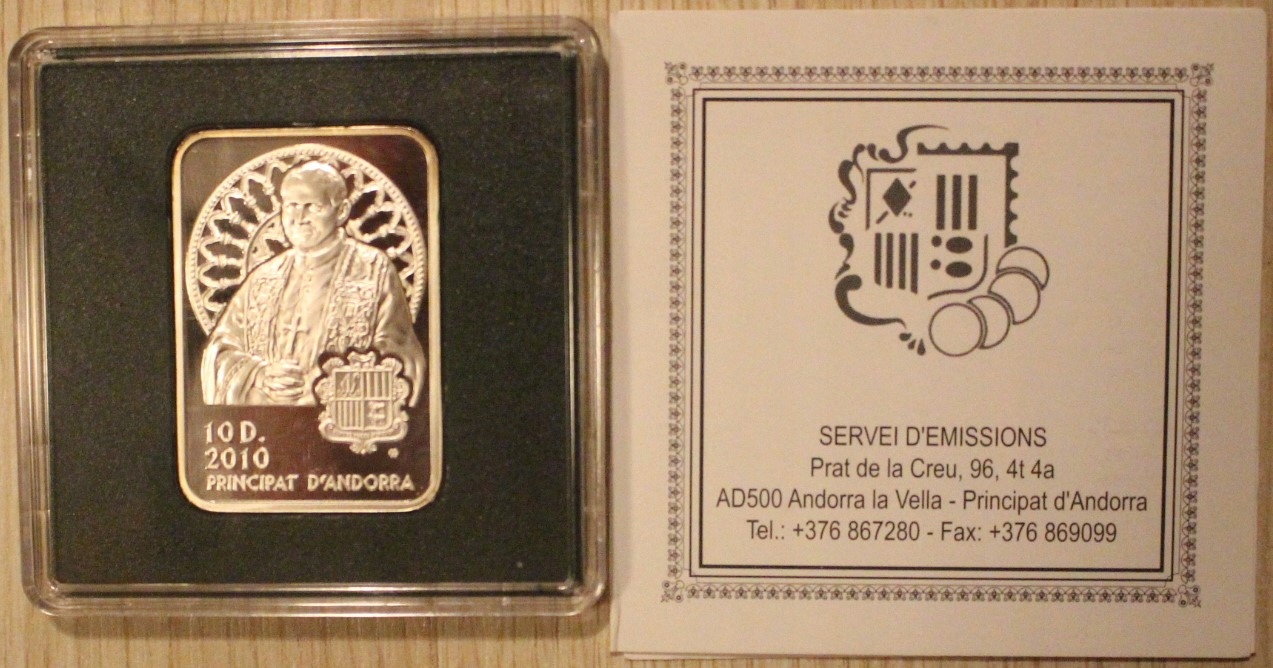 10 D.
2010
PRINCIPAT D'ANDORRA
SERVEI D'EMISSIONS
Prat de la Creu, 96, 4t 4a
AD500 Andorra la Vella - Principat d'Andorra
Tel.: +376 867280 - Fax: +376 869099